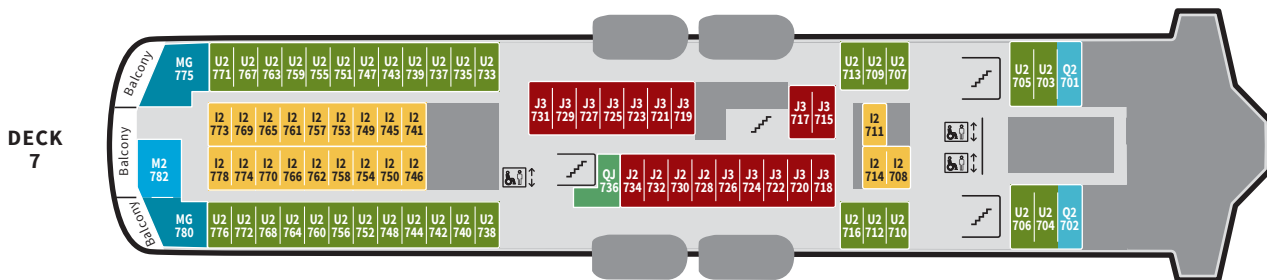 DECK
7
Balcony
Balcony
Balcony
MG
775
M2
782
MG
780
U2 U2 U2 U2 U2 U2 U2 U2 U2 U2 U2 U2
771 767 763 759 755 751 747 743 739 737 735 733
I2 I2 I2 I2 I2 I2 I2 I2 I2
773 769 765 761 757 753 749 745 741
I2 I2 I2 I2 I2 I2 I2 I2 I2
778 774 770 766 762 758 754 750 746
U2 U2 U2 U2 U2 U2 U2 U2 U2 U2 U2 U2
776 772 768 764 760 756 752 748 744 742 740 738
J3 J3 J3 J3 J3 J3 J3
731 729 727 725 723 721 719
J3 J3
717 715
QJ
736
J2 J2 J2 J2 J3 J3 J3 J3 J3
734 732 730 728 726 724 722 720 718
U2 U2 U2
713 709 707
I2
711
I2 I2
714 708
U2 U2 U2
716 712 710
U2 U2 Q2
705 703 701
U2 U2 Q2
706 704 702